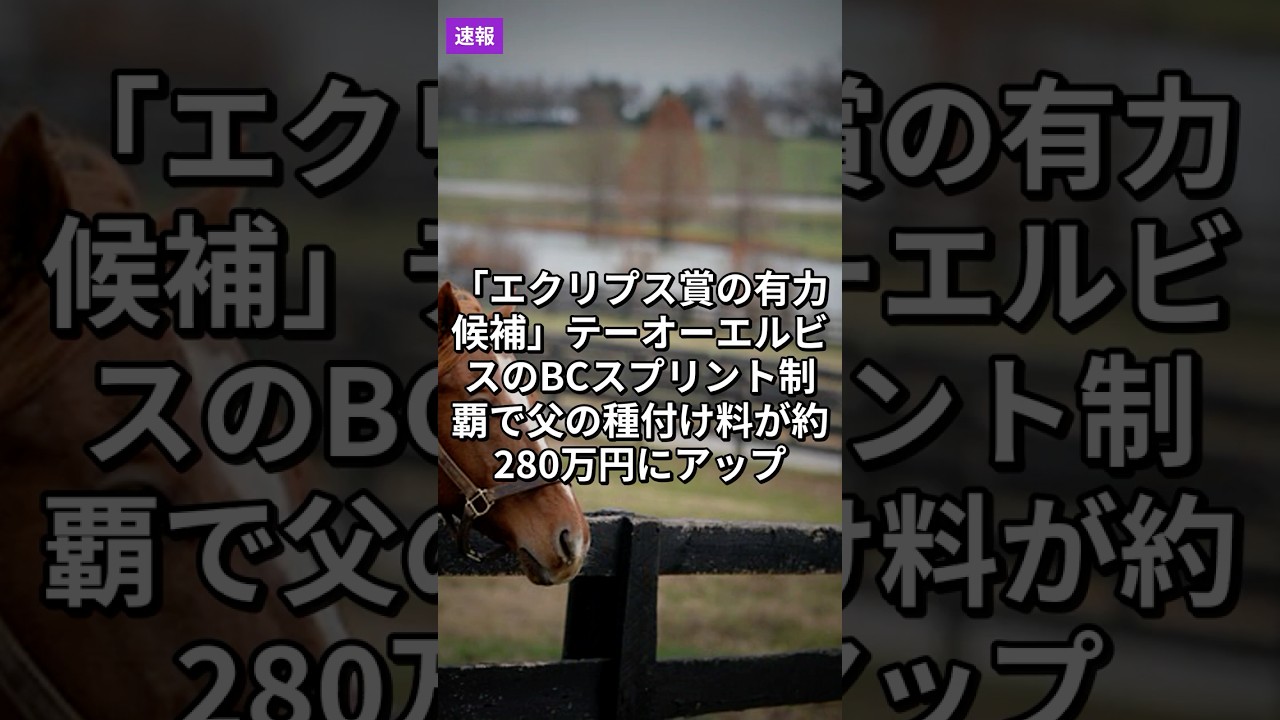 速報
「エクリプス賞の有力
候補」テーオーエルビ
スのBCスプリント制
覇で父の種付け料が約
280万円にアップ